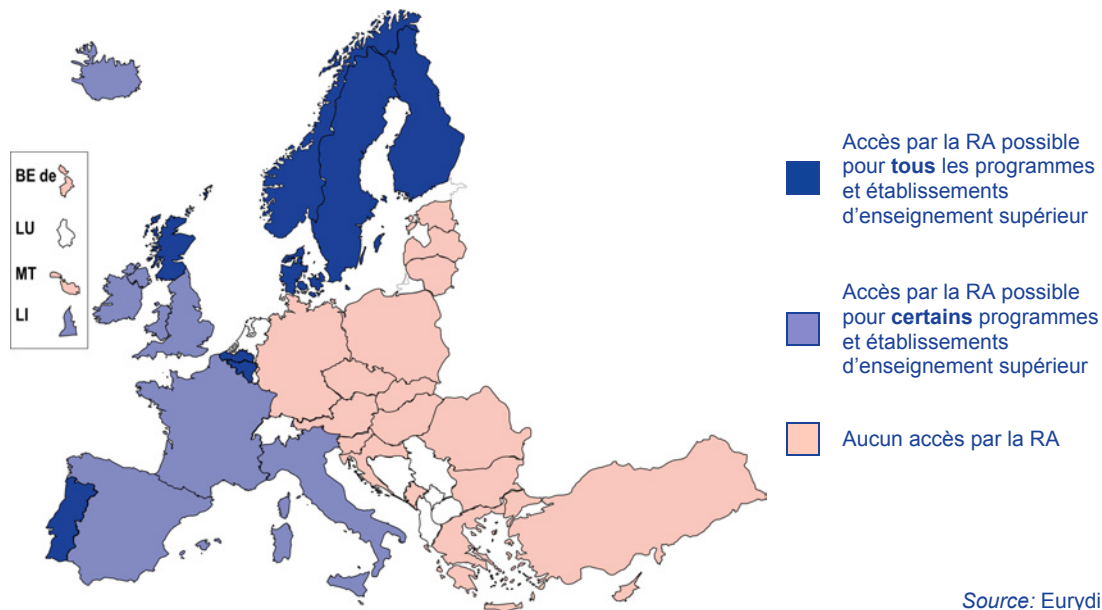 BE de
LU
MT
LI
Accès par la RA possible
pour tous les programmes
et établissements
d’enseignement supérieur
Accès par la RA possible
pour certains programmes
et établissements
d’enseignement supérieur
Aucun accès par la RA
Source: Eurydi